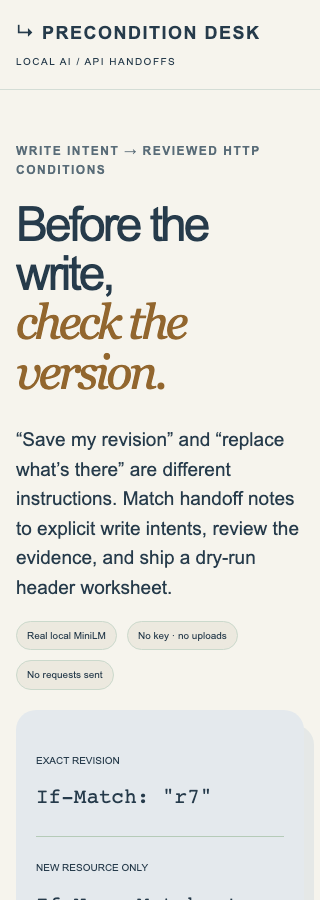 ↳ PRECONDITION DESK
LOCAL AI / API HANDOFFS
WRITE INTENT → REVIEWED HTTP
CONDITIONS
Before the
write,
check the
version.
“Save my revision” and “replace
what’s there” are different
instructions. Match handoff notes
to explicit write intents, review the
evidence, and ship a dry-run
header worksheet.
Real local MiniLM
No key · no uploads
No requests sent
EXACT REVISION
If-Match: "r7"
NEW RESOURCE ONLY